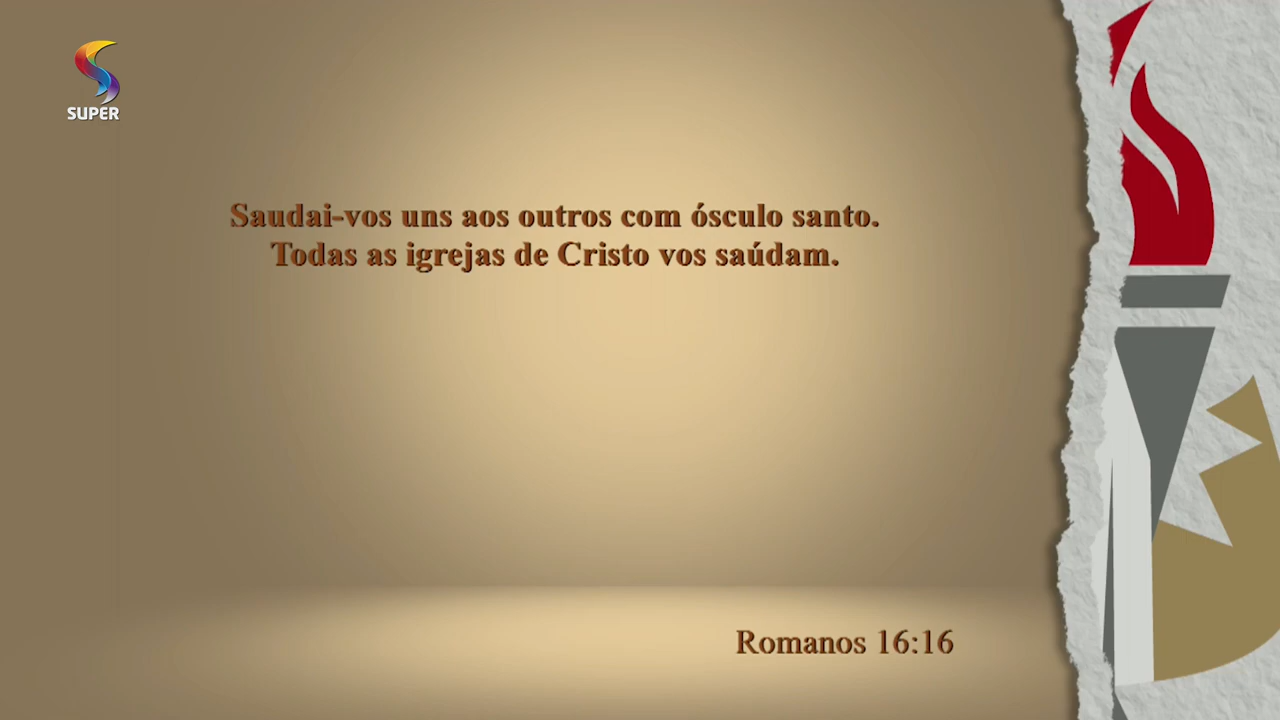 SUPER
Saudai-vos uns aos outros com ósculo santo.
Todas as igrejas de Cristo vos saúdam.
Romanos 16:16